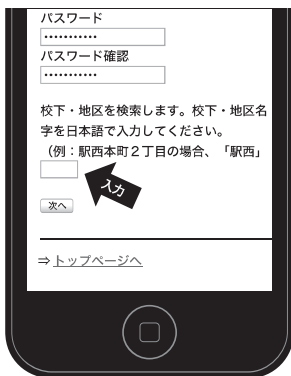 パスワード
•••••••••••
パスワード確認
•••••••••••
校下・地区を検索します。校下・地区名
字を日本語で入力してください。
（例：駅西本町２丁目の場合、「駅西」
入力
次へ
⇒トップページへ